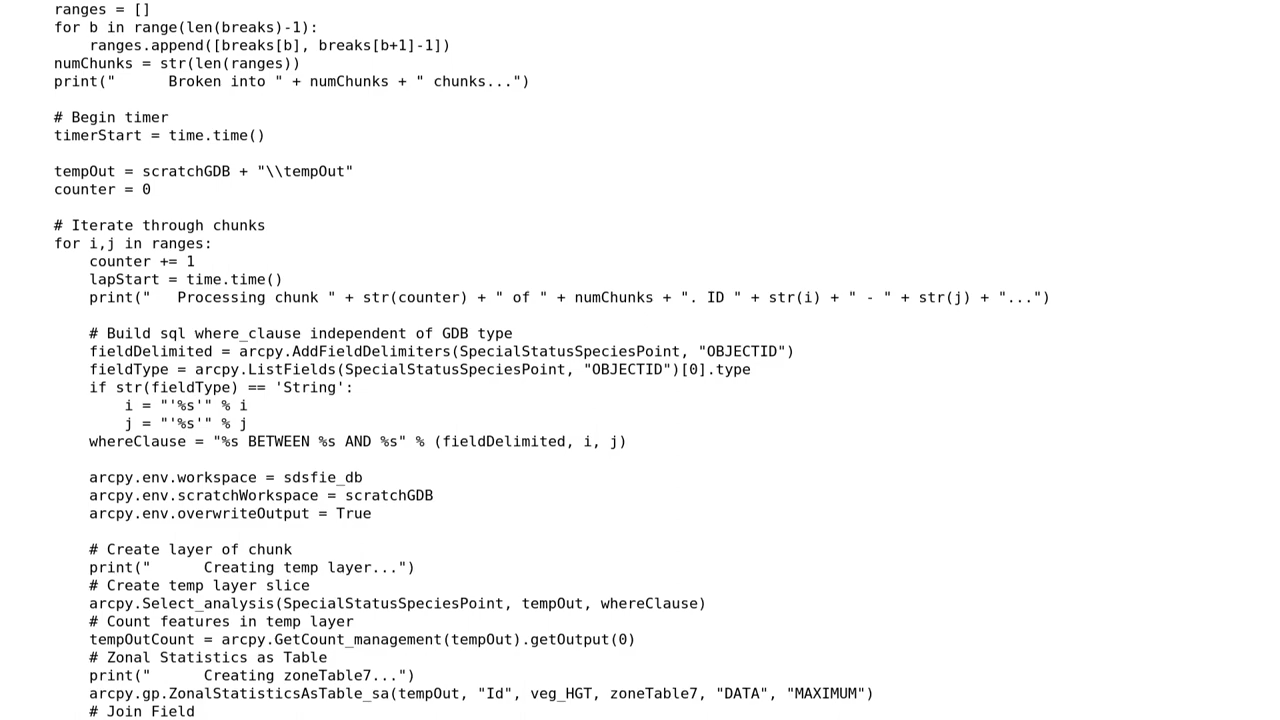 ranges = []
for b in range(len(breaks)-1):
    ranges.append([breaks[b], breaks[b+1]-1])
numChunks = str(len(ranges))
print("      Broken into " + numChunks + " chunks...")

# Begin timer
timerStart = time.time()

tempOut = scratchGDB + "\\tempOut"
counter = 0

# Iterate through chunks
for i,j in ranges:
    counter += 1
    lapStart = time.time()
    print("   Processing chunk " + str(counter) + " of " + numChunks + ". ID " + str(i) + " - " + str(j) + "...")

    # Build sql where_clause independent of GDB type
    fieldDelimited = arcpy.AddFieldDelimiters(SpecialStatusSpeciesPoint, "OBJECTID")
    fieldType = arcpy.ListFields(SpecialStatusSpeciesPoint, "OBJECTID")[0].type
    if str(fieldType) == 'String':
        i = "'%s'" % i
        j = "'%s'" % j
    whereClause = "%s BETWEEN %s AND %s" % (fieldDelimited, i, j)

    arcpy.env.workspace = sdsfie_db
    arcpy.env.scratchWorkspace = scratchGDB
    arcpy.env.overwriteOutput = True

    # Create layer of chunk
    print("      Creating temp layer...")
    # Create temp layer slice
    arcpy.Select_analysis(SpecialStatusSpeciesPoint, tempOut, whereClause)
    # Count features in temp layer
    tempOutCount = arcpy.GetCount_management(tempOut).getOutput(0)
    # Zonal Statistics as Table
    print("      Creating zoneTable7...")
    arcpy.gp.ZonalStatisticsAsTable_sa(tempOut, "Id", veg_HGT, zoneTable7, "DATA", "MAXIMUM")
    # Join Field